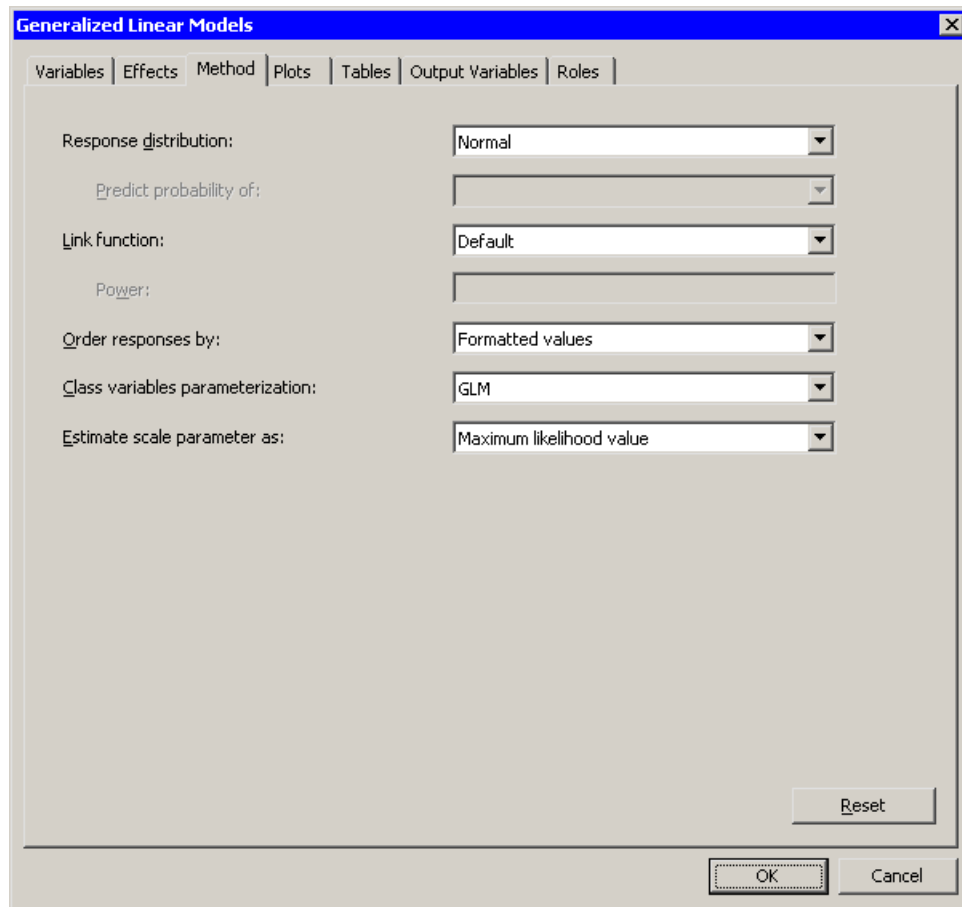 Generalized Linear Models
Variables Effects Method Plots Tables Output Variables Roles
Response distribution: Normal
Predict probability of:
Link function: Default
Power:
Order responses by: Formatted values
Class variables parameterization: GLM
Estimate scale parameter as: Maximum likelihood value
Reset
OK Cancel